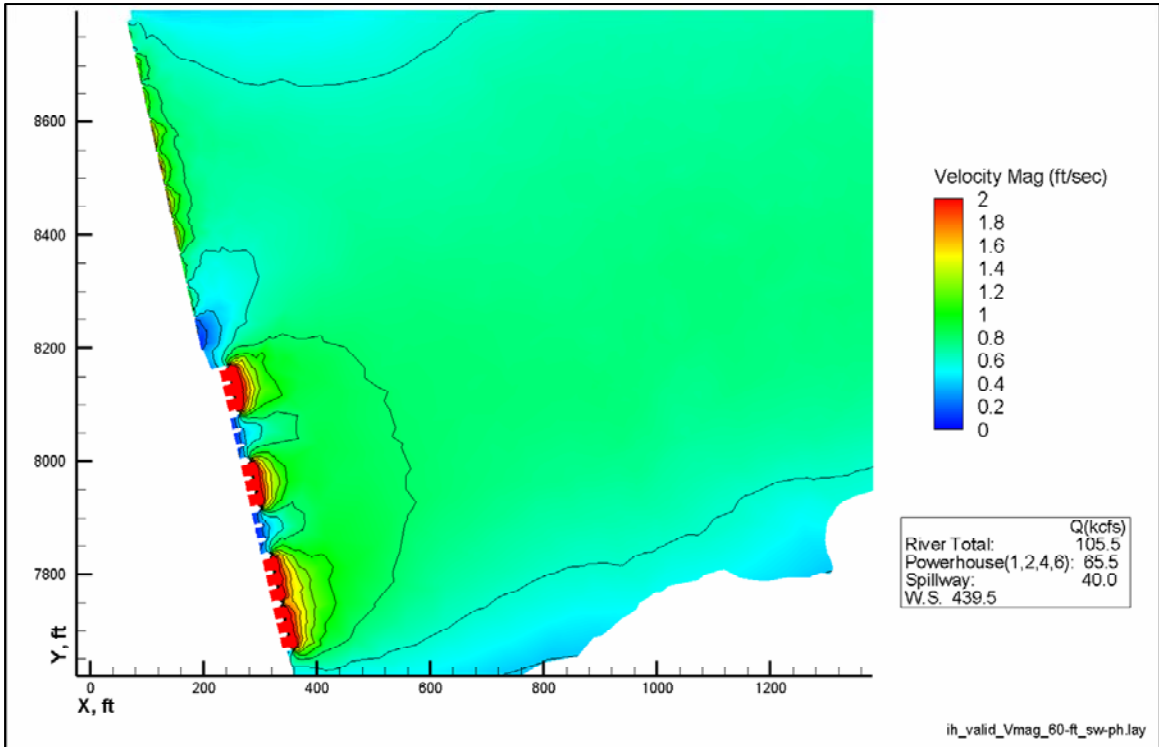 8600
8400
8200
8000
7800
Y, ft
0 200 400 600 800 1000 1200
X, ft
Velocity Mag (ft/sec)
2
1.8
1.6
1.4
1.2
1
0.8
0.6
0.4
0.2
0
Q(kcfs)
River Total: 105.5
Powerhouse(1,2,4,6): 65.5
Spillway: 40.0
W.S. 439.5
ih_valid_Vmag_60-ft_sw-ph.lay